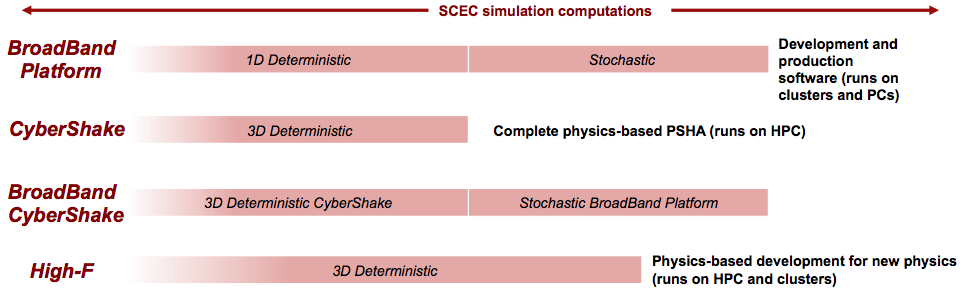 SCEC simulation computations
BroadBand
Platform
1D Deterministic
Stochastic
Development and
production
software (runs on
clusters and PCs)
CyberShake
3D Deterministic
Complete physics-based PSHA (runs on HPC)
BroadBand
CyberShake
3D Deterministic CyberShake
Stochastic BroadBand Platform
High-F
3D Deterministic
Physics-based development for new physics
(runs on HPC and clusters)